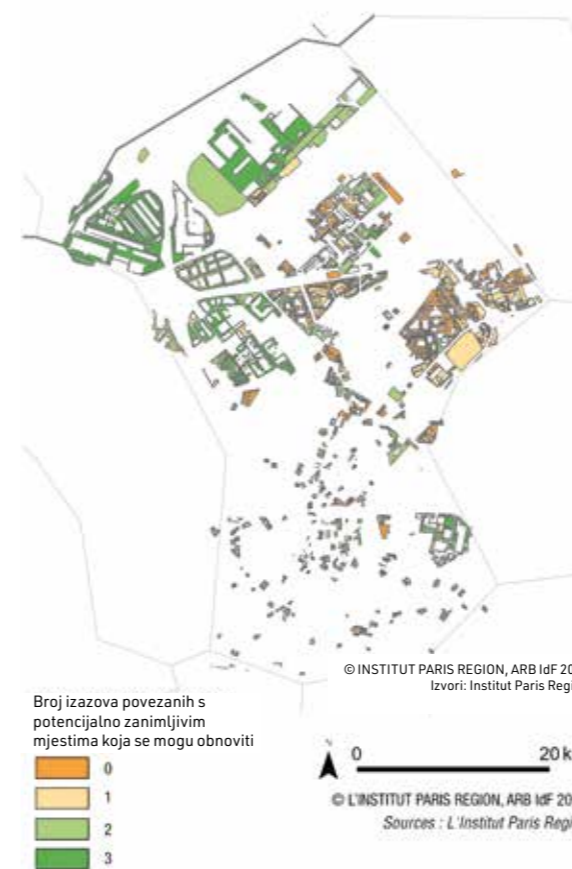 © INSTITUT PARIS REGION, ARB IdF 20
Izvori: Institut Paris Regi
Broj izazova povezanih s
potencijalno zanimljivim
mjestima koja se mogu obnoviti
0
1
2
3
0 20 k
© L'INSTITUT PARIS REGION, ARB IdF 20
Sources : L'Institut Paris Regi